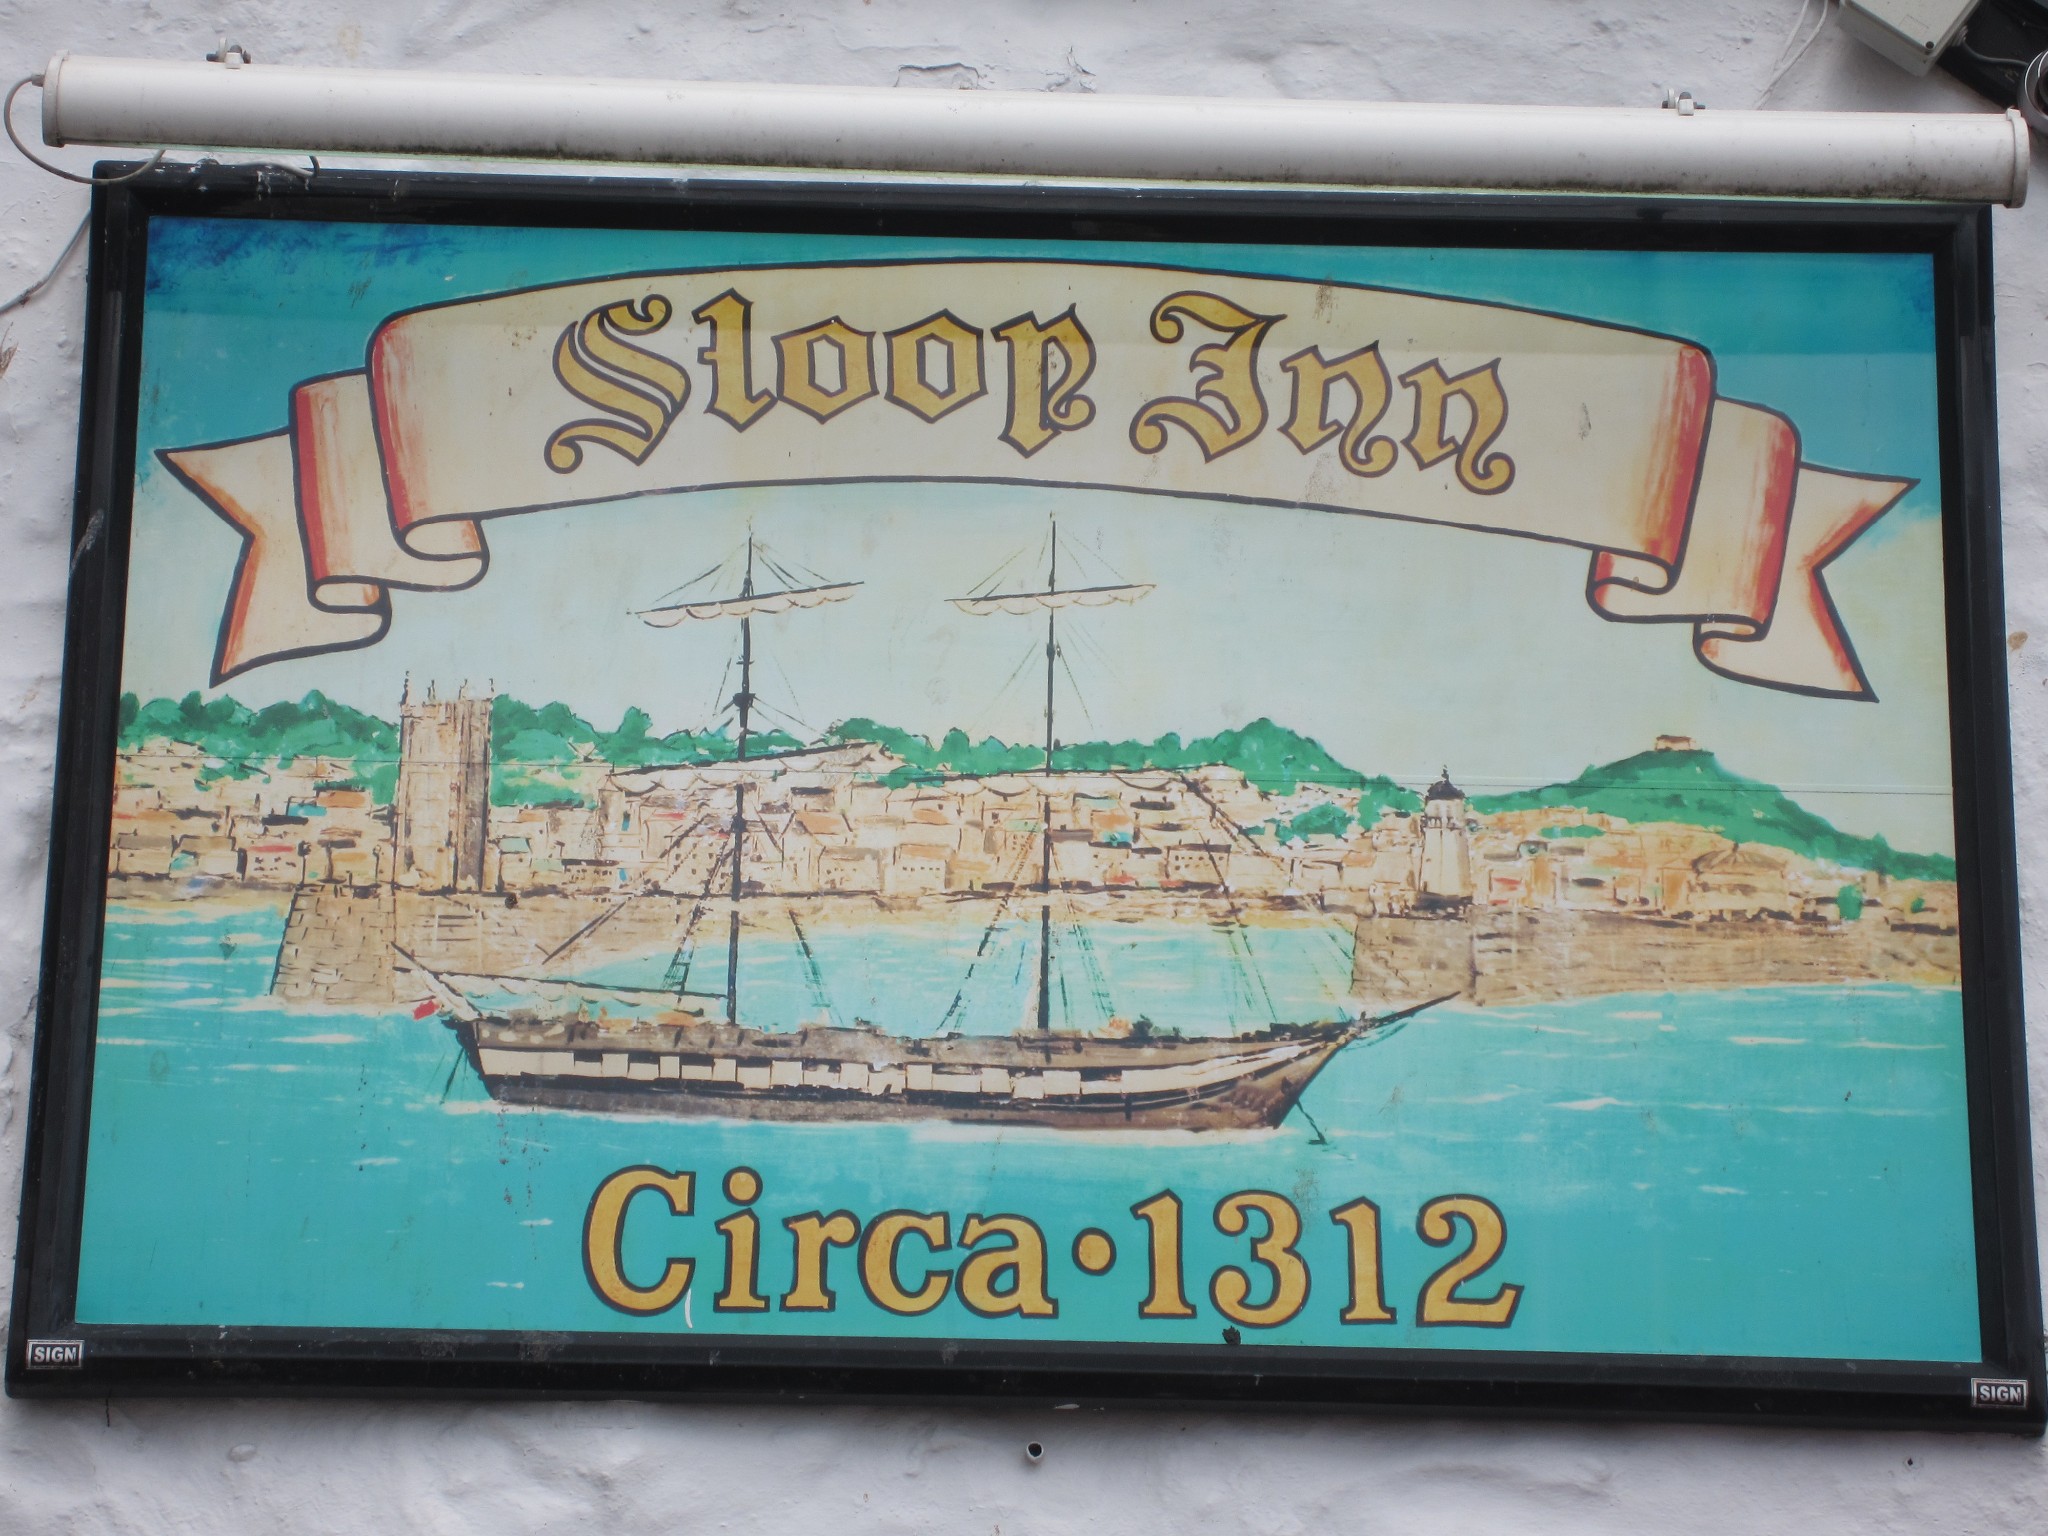 Sloop Inn
Circa · 1312
SIGN
SIGN